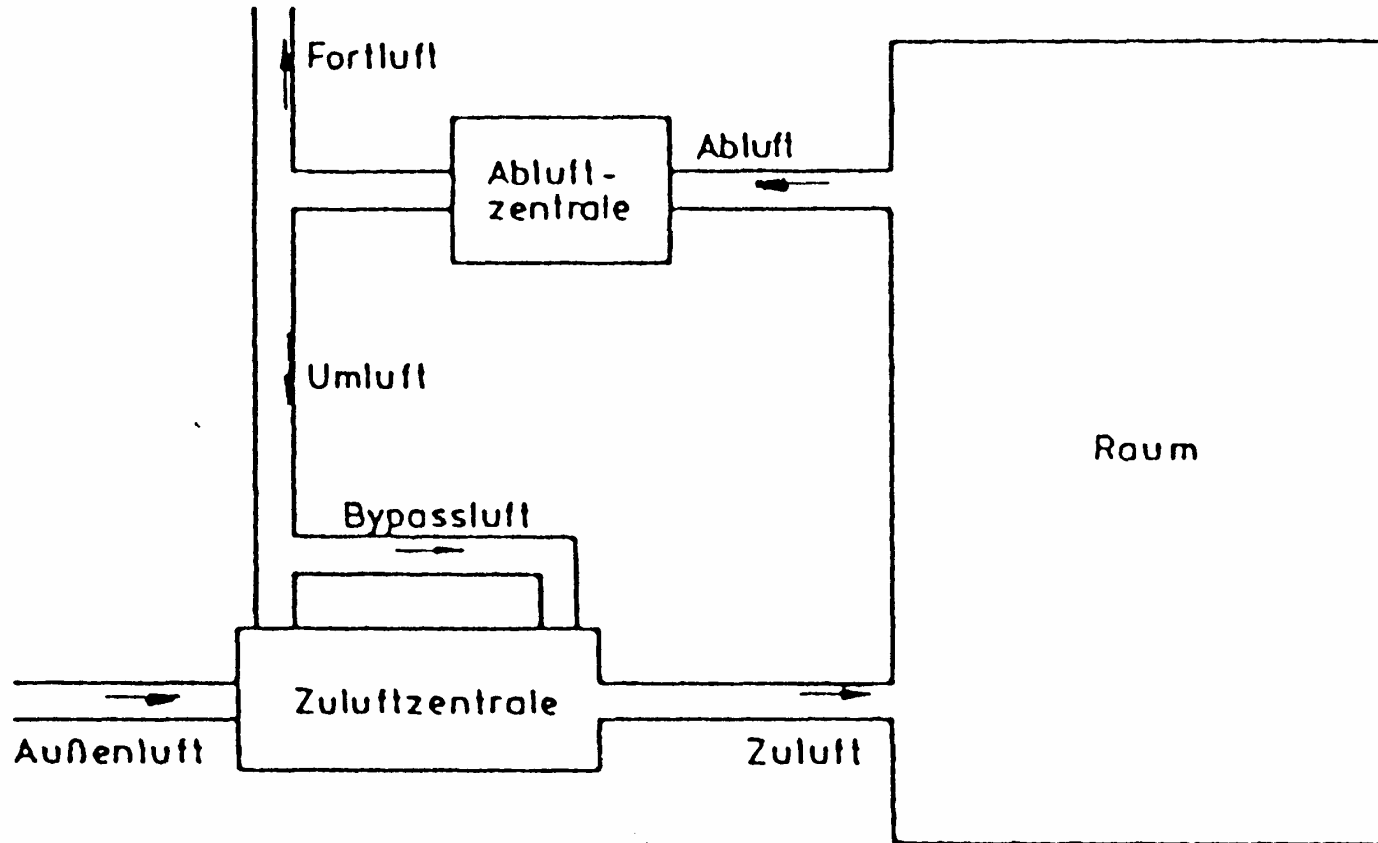 Fortluft
Abluft
Abluft-
zentrale
Umluft
Raum
Bypassluft
Zuluftzentrale
Außenluft
Zuluft